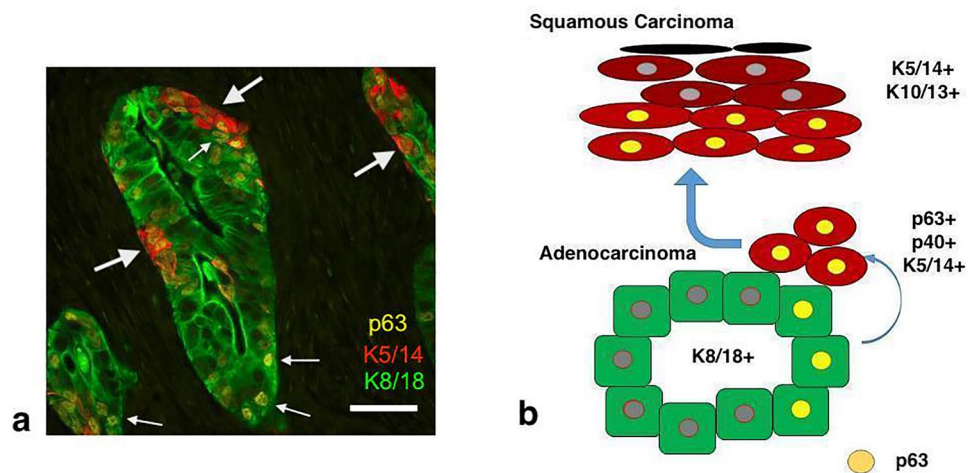 p63
K5/14
K8/18
a
Squamous Carcinoma
K5/14+
K10/13+
p63+
p40+
K5/14+
Adenocarcinoma
K8/18+
b
p63